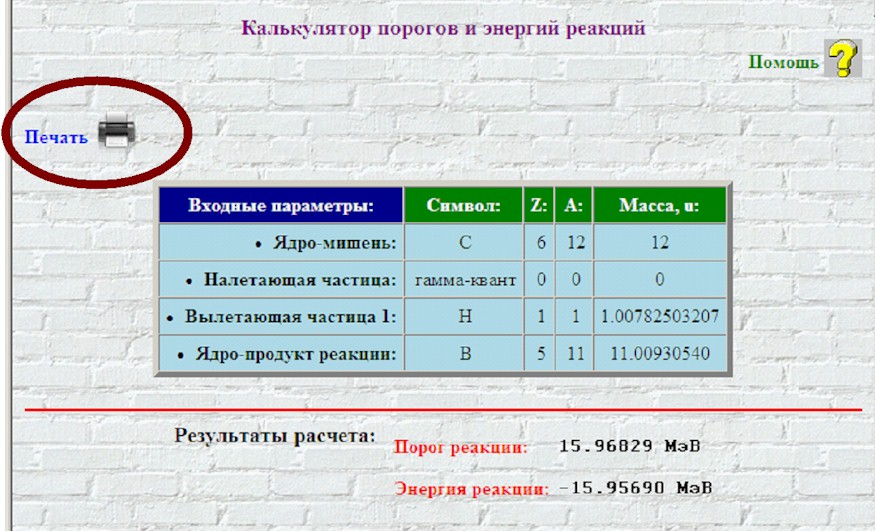 Калькулятор порогов и энергий реакций
Помощь ?
Печать
Входные параметры: Символ: Z: A: Масса, u:
• Ядро-мишень: C 6 12 12
• Налетающая частица: гамма-квант 0 0 0
• Вылетающая частица 1: H 1 1 1.00782503207
• Ядро-продукт реакции: B 5 11 11.00930540
Результаты расчета:
Порог реакции: 15.96829 МэВ
Энергия реакции: -15.95690 МэВ